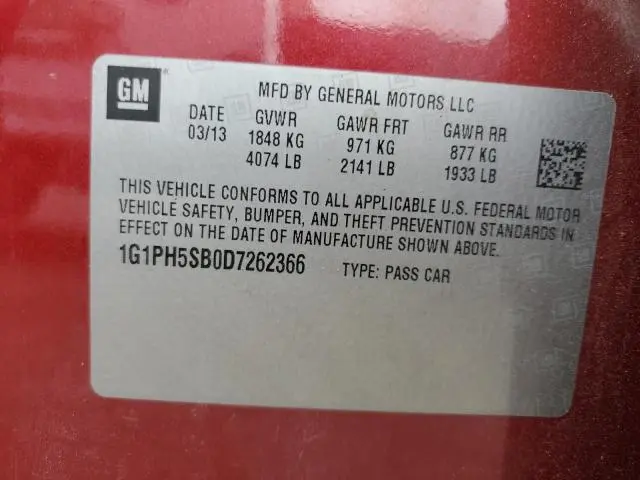 GM
MFD BY GENERAL MOTORS LLC
DATE GVWR GAWR FRT GAWR RR
03/13 1848 KG 971 KG 877 KG
4074 LB 2141 LB 1933 LB
THIS VEHICLE CONFORMS TO ALL APPLICABLE U.S. FEDERAL MOTOR
VEHICLE SAFETY, BUMPER, AND THEFT PREVENTION STANDARDS IN
EFFECT ON THE DATE OF MANUFACTURE SHOWN ABOVE.
1G1PH5SB0D7262366 TYPE: PASS CAR